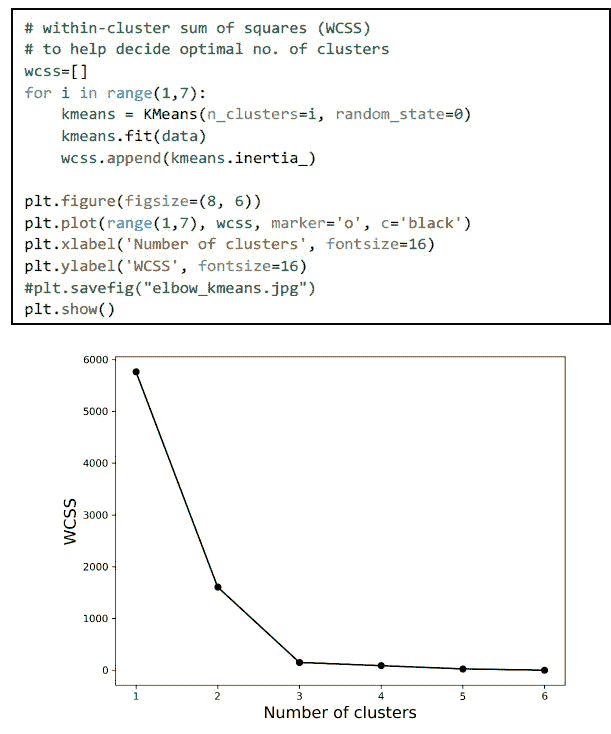 # within-cluster sum of squares (WCSS)
# to help decide optimal no. of clusters
wcss=[]
for i in range(1,7):
    kmeans = KMeans(n_clusters=i, random_state=0)
    kmeans.fit(data)
    wcss.append(kmeans.inertia_)

plt.figure(figsize=(8, 6))
plt.plot(range(1,7), wcss, marker='o', c='black')
plt.xlabel('Number of clusters', fontsize=16)
plt.ylabel('WCSS', fontsize=16)
#plt.savefig("elbow_kmeans.jpg")
plt.show()
6000
5000
4000
3000
2000
1000
0
WCSS
1 2 3 4 5 6
Number of clusters